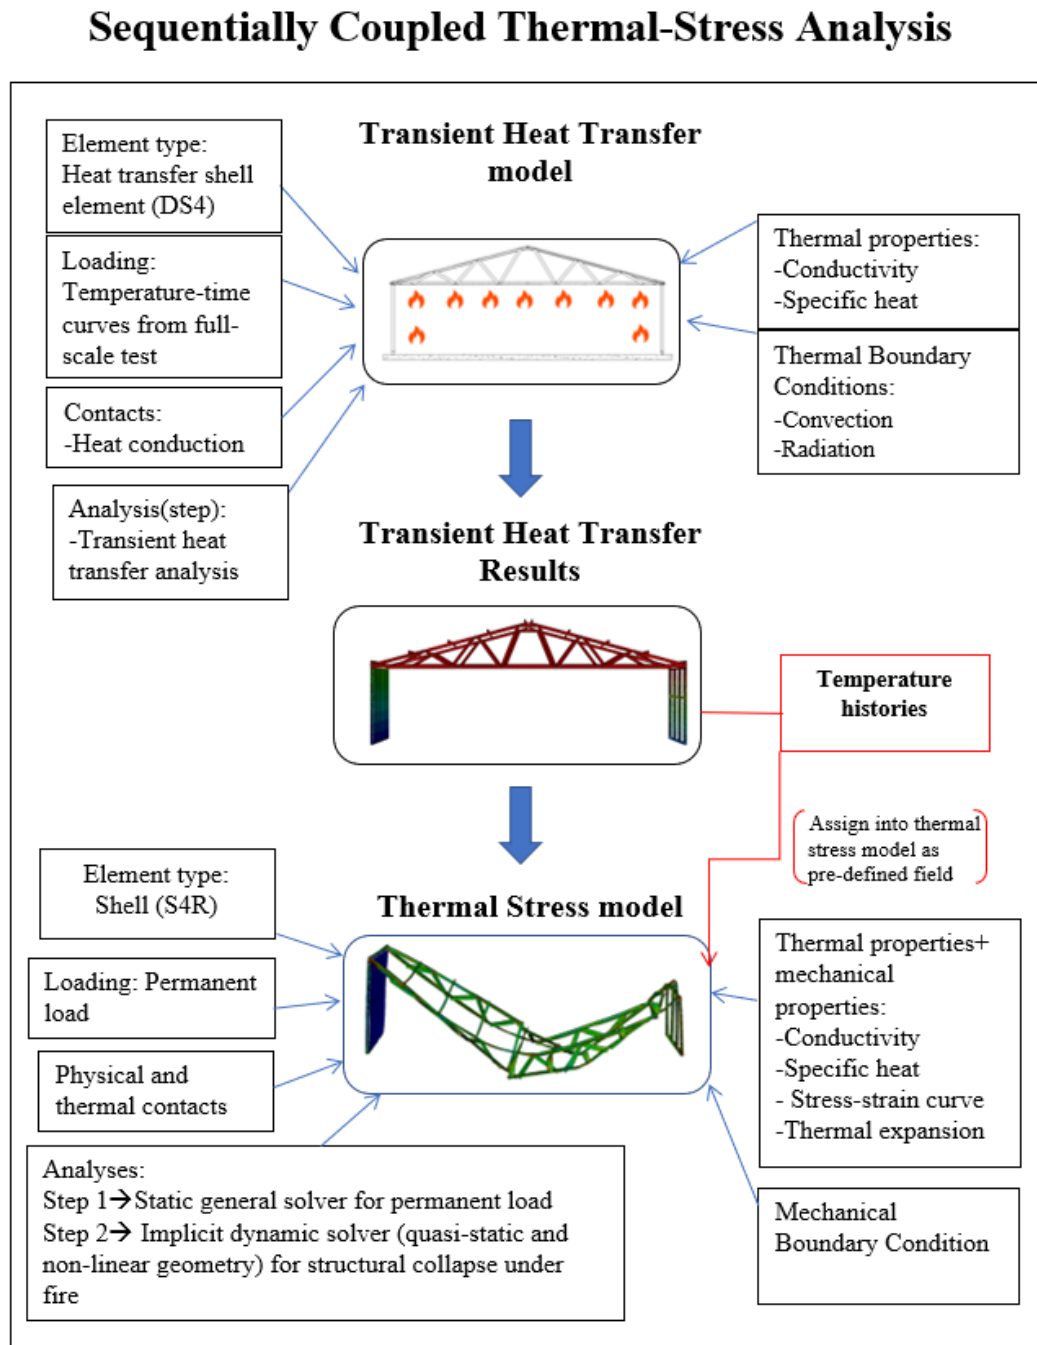 Sequentially Coupled Thermal-Stress Analysis
Transient Heat Transfer
model
Element type:
Heat transfer shell
element (DS4)
Loading:
Temperature-time
curves from full-
scale test
Contacts:
-Heat conduction
Analysis(step):
-Transient heat
transfer analysis
Thermal properties:
-Conductivity
-Specific heat
Thermal Boundary
Conditions:
-Convection
-Radiation
Transient Heat Transfer
Results
Temperature
histories
Assign into thermal
stress model as
pre-defined field
Thermal Stress model
Element type:
Shell (S4R)
Loading: Permanent
load
Physical and
thermal contacts
Analyses:
Step 1→Static general solver for permanent load
Step 2→ Implicit dynamic solver (quasi-static and
non-linear geometry) for structural collapse under
fire
Thermal properties+
mechanical
properties:
-Conductivity
-Specific heat
- Stress-strain curve
-Thermal expansion
Mechanical
Boundary Condition